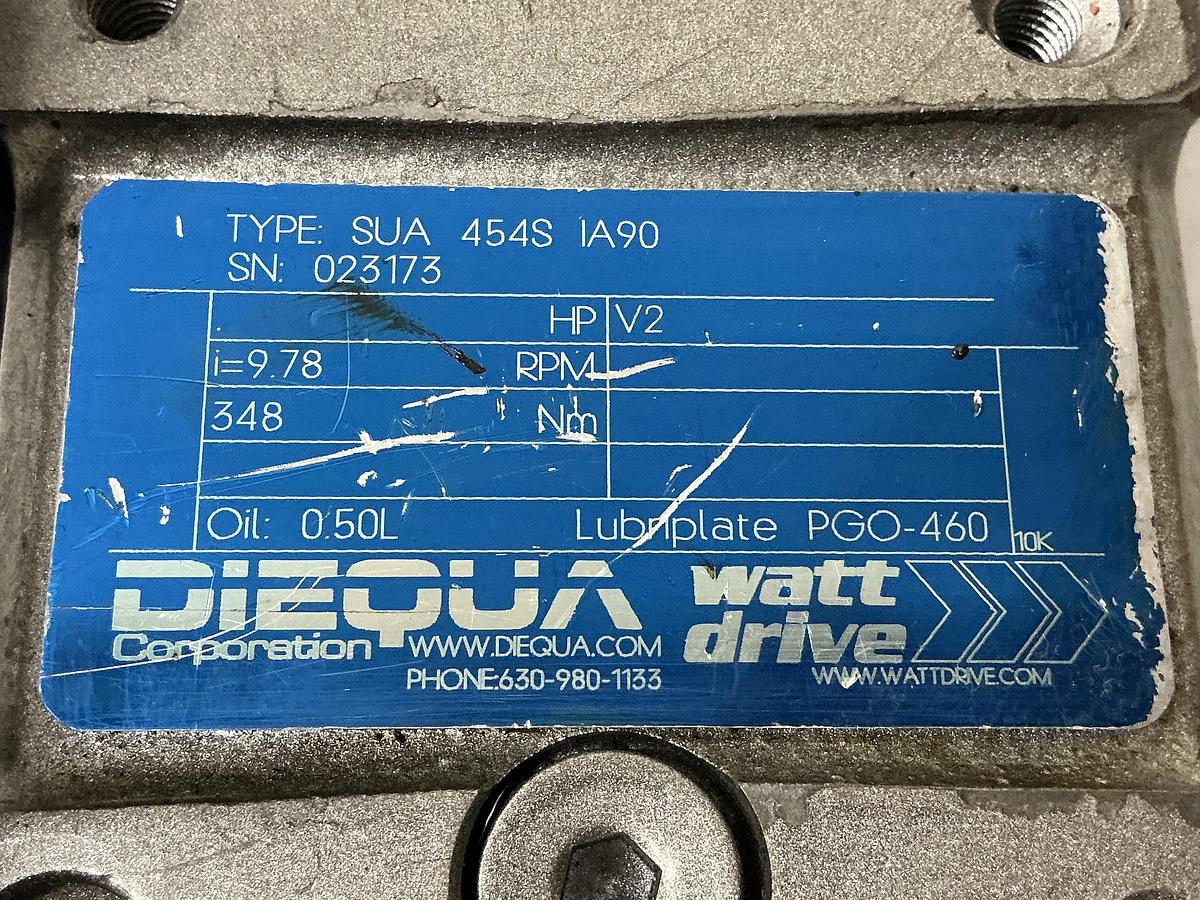 TYPE: SUA 454S IA90
SN: 023173
HP V2
i=9.78 RPM
348 Nm
Oil: 0.50L Lubriplate PGO-460
10K
DIEQUA
Corporation
WWW.DIEQUA.COM
PHONE:630-980-1133
watt
drive
WWW.WATTDRIVE.COM